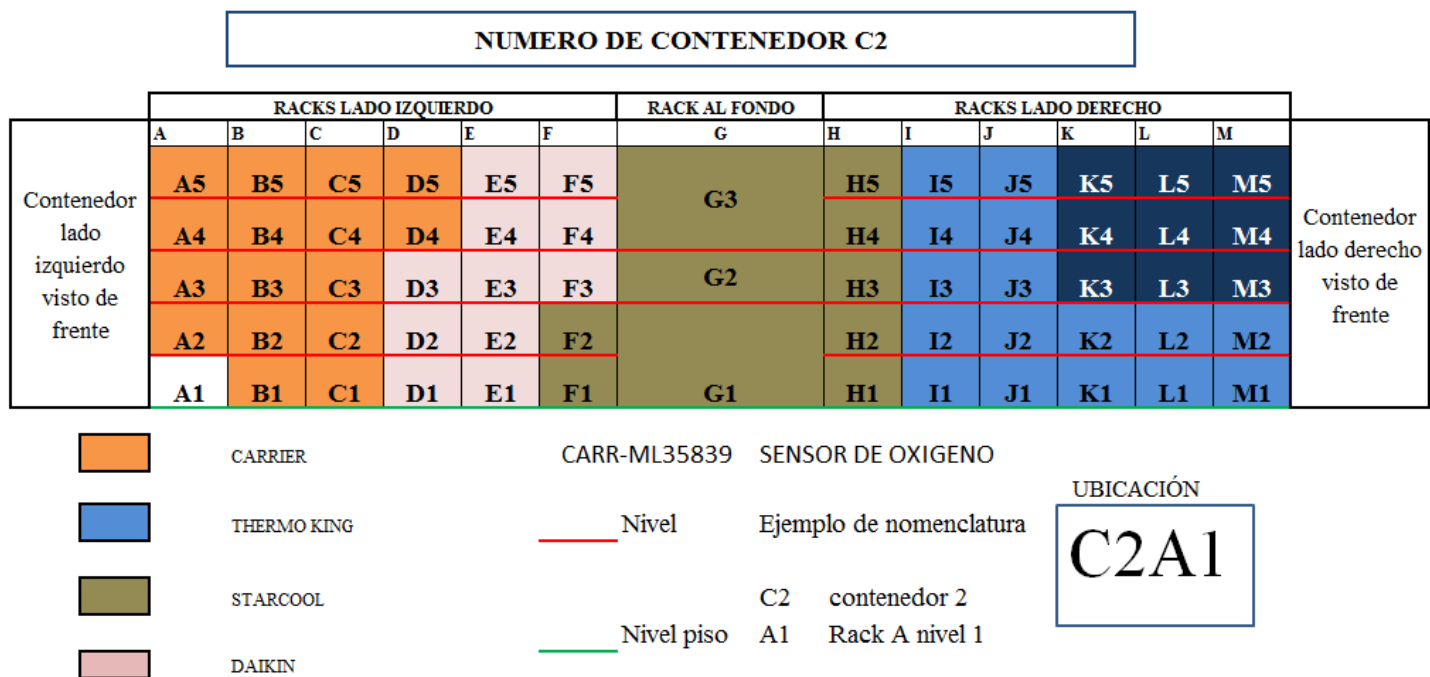 NUMERO DE CONTENEDOR C2
RACKS LADO IZQUIERDO RACK AL FONDO RACKS LADO DERECHO
A B C D E F G H I J K L M
Contenedor
lado
izquierdo
visto de
frente
A5 B5 C5 D5 E5 F5 G3 H5 I5 J5 K5 L5 M5
A4 B4 C4 D4 E4 F4 H4 I4 J4 K4 L4 M4
A3 B3 C3 D3 E3 F3 G2 H3 I3 J3 K3 L3 M3
A2 B2 C2 D2 E2 F2 H2 I2 J2 K2 L2 M2
A1 B1 C1 D1 E1 F1 G1 H1 I1 J1 K1 L1 M1
Contenedor
lado derecho
visto de
frente
CARRIER CARR-ML35839 SENSOR DE OXIGENO
UBICACIÓN
THERMO KING Nivel Ejemplo de nomenclatura
C2A1
STARCOOL C2 contenedor 2
Nivel piso A1 Rack A nivel 1
DAIKIN